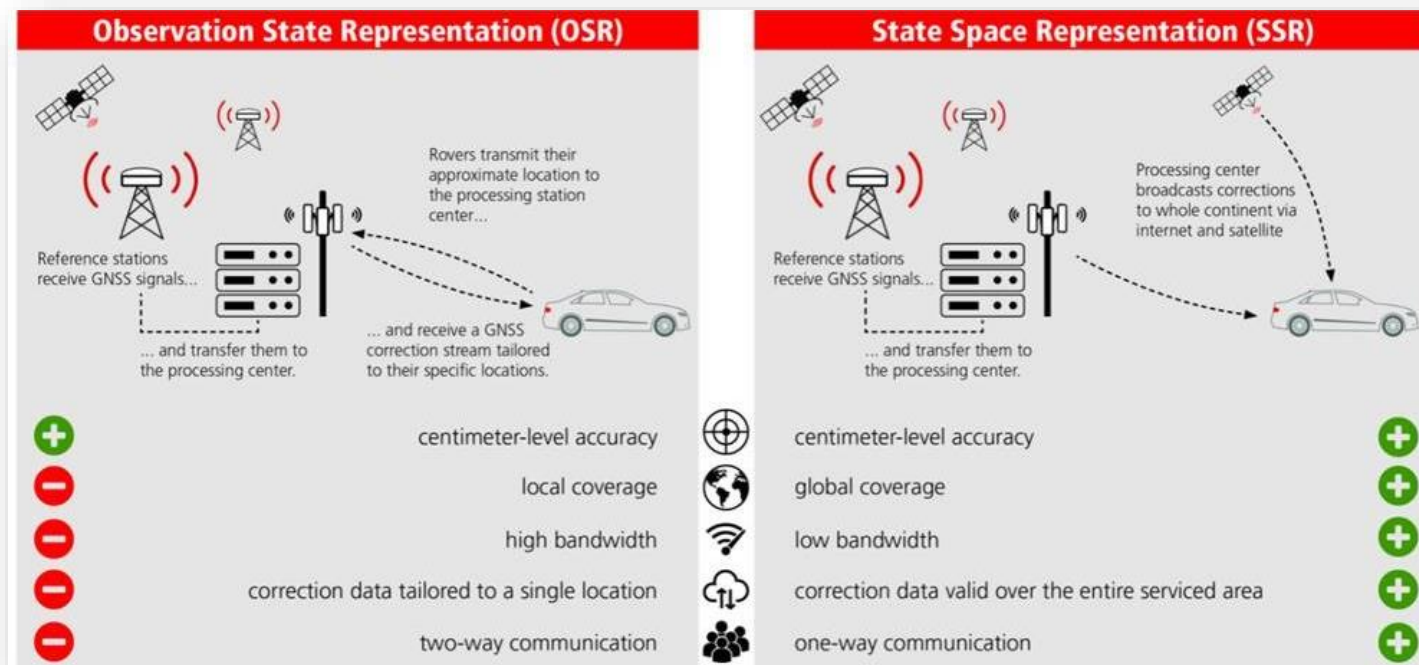 Observation State Representation (OSR)
Rovers transmit their
approximate location to
the processing station
center...
Reference stations
receive GNSS signals...
... and transfer them to
the processing center.
... and receive a GNSS
correction stream tailored
to their specific locations.
State Space Representation (SSR)
Processing center
broadcasts corrections
to whole continent via
internet and satellite
Reference stations
receive GNSS signals...
... and transfer them to
the processing center.
centimeter-level accuracy
centimeter-level accuracy
local coverage
global coverage
high bandwidth
low bandwidth
correction data tailored to a single location
correction data valid over the entire serviced area
two-way communication
one-way communication